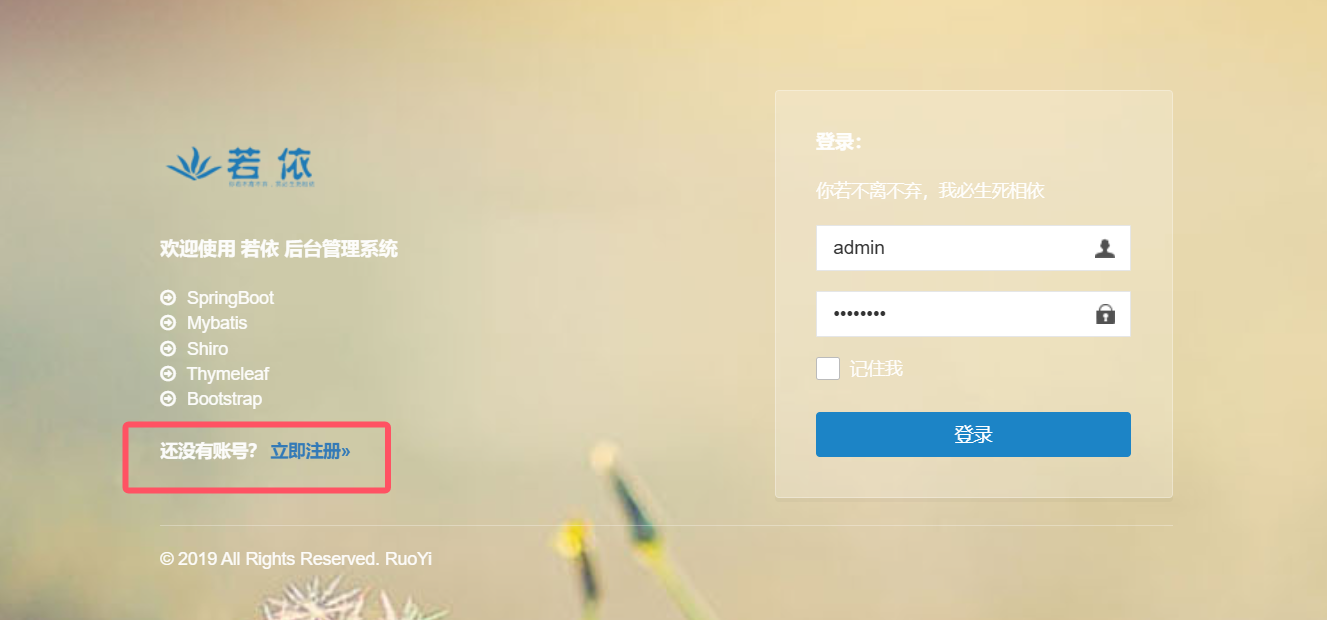 若依
欢迎使用 若依 后台管理系统
SpringBoot
Mybatis
Shiro
Thymeleaf
Bootstrap
还没有账号? 立即注册»
登录：
你若不离不弃，我必生死相依
admin
••••••••
记住我
登录
© 2019 All Rights Reserved. RuoYi